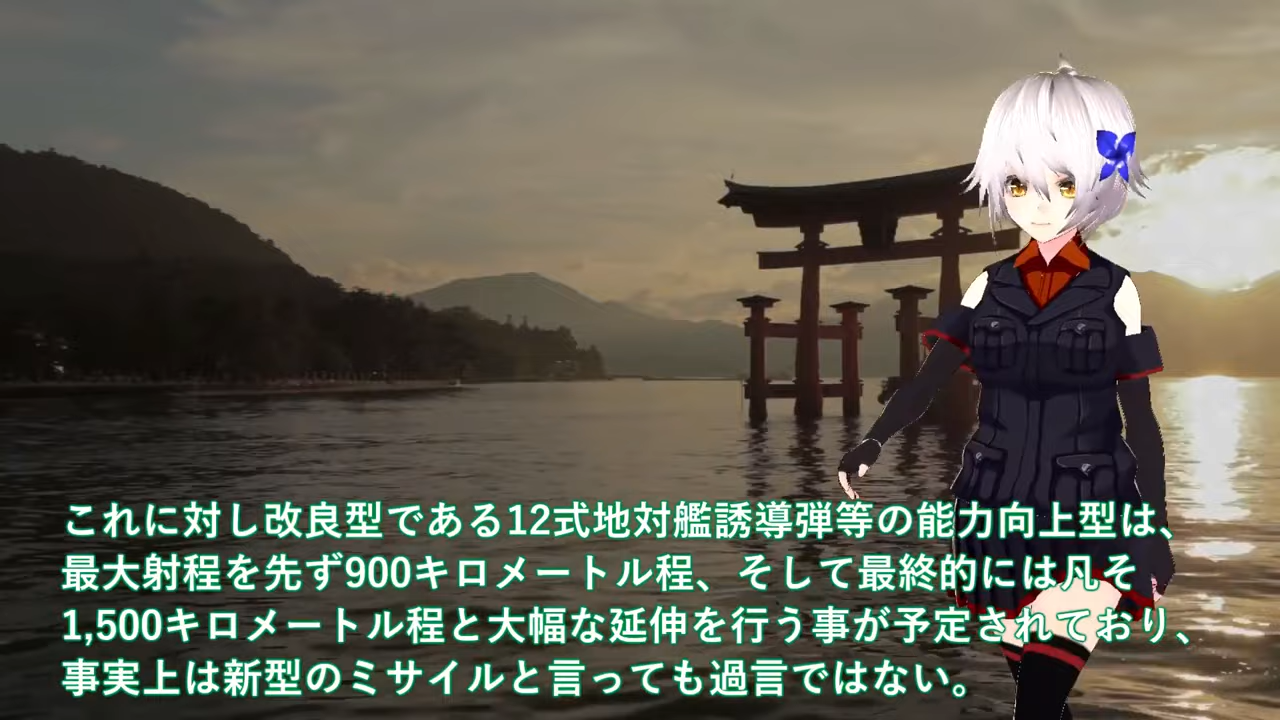 これに対し改良型である12式地対艦誘導弾等の能力向上型は、
最大射程を先ず900キロメートル程、そして最終的には凡そ
1,500キロメートル程と大幅な延伸を行う事が予定されており、
事実上は新型のミサイルと言っても過言ではない。